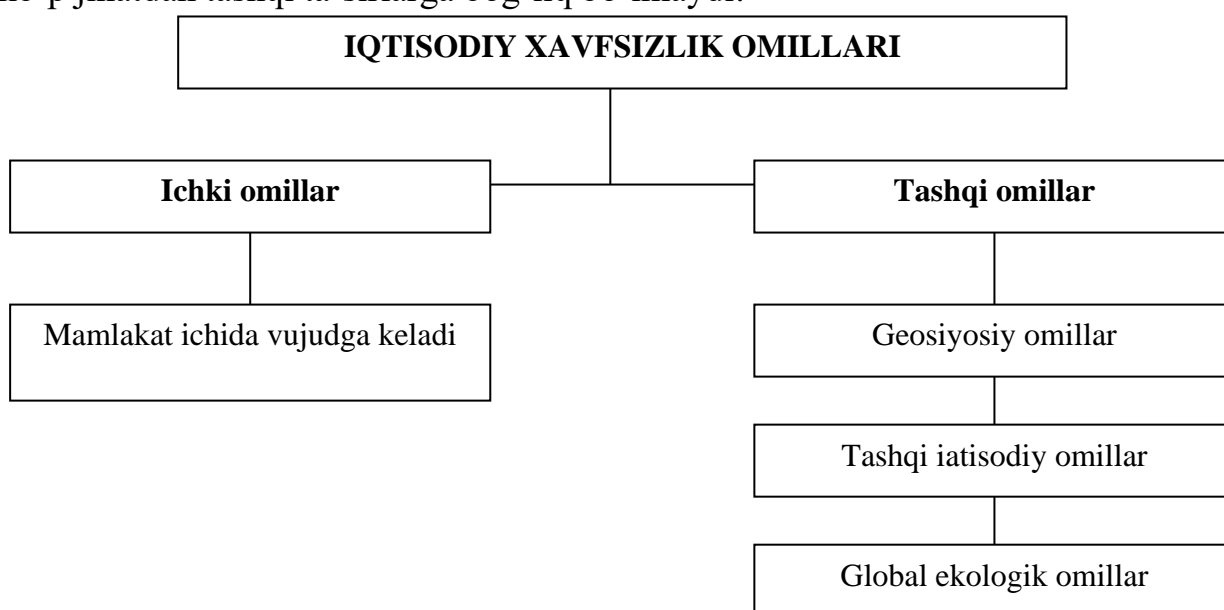 IQTISODIY XAVFSIZLIK OMILLARI
Ichki omillar
Tashqi omillar
Mamlakat ichida vujudga keladi
Geosiyosiy omillar
Tashqi iatisodiy omillar
Global ekologik omillar